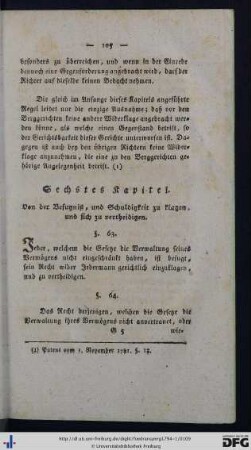 — 105 —
besonders zu überreichen, und wenn in der Einrede
dennoch eine Gegenforderung angebracht wird, darf der
Richter auf dieselbe keinen Bedacht nehmen.
Die gleich im Anfange dieses Kapitels angeführte
Regel leidet nur die einzige Ausnahme; daß vor den
Berggerichten keine andere Widerklage angebracht wer-
den könne, als welche einen Gegenstand betrift, so
der Gerichtsbarkeit dieses Gerichts unterworfen ist. Da-
gegen ist auch bey den übrigen Richtern keine Wider-
klage anzunehmen, die eine zu den Berggerichten ge-
hörige Angelegenheit betrift. (1)
Sechstes Kapitel.
Von der Befugniß, und Schuldigkeit zu klagen,
und sich zu vertheidigen.
§. 63.
Jeder, welchem die Gesetze die Verwaltung seines
Vermögens nicht eingeschränkt haben, ist befugt,
sein Recht wider Jedermann gerichtlich einzuklagen,
und zu vertheidigen.
§. 64.
Das Recht derjenigen, welchen die Gesetze die
Verwaltung ihres Vermögens nicht anvertrauet, aber
G 5 wie-
(1) Patent vom 1. November 1781. §. 18.
© Universitätsbibliothek Freiburg